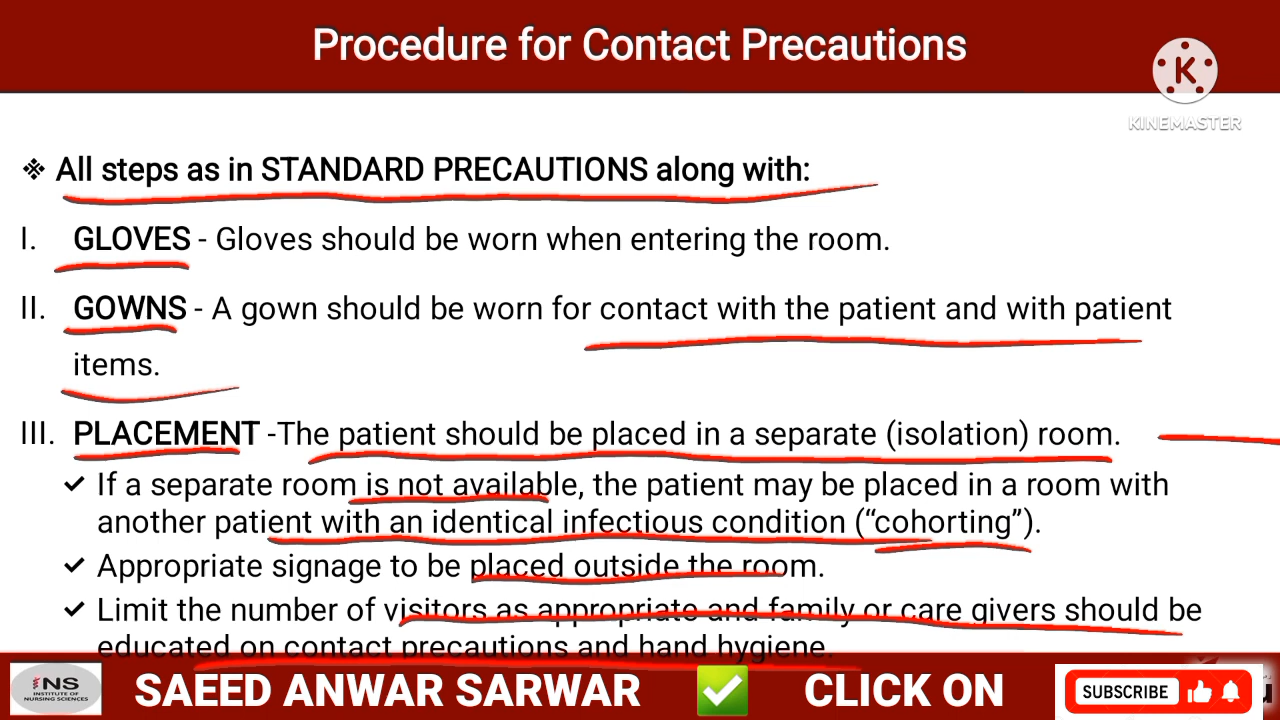 Procedure for Contact Precautions
K
KINEMASTER
❖ All steps as in STANDARD PRECAUTIONS along with:
I. GLOVES - Gloves should be worn when entering the room.
II. GOWNS - A gown should be worn for contact with the patient and with patient
items.
III. PLACEMENT -The patient should be placed in a separate (isolation) room.
✓ If a separate room is not available, the patient may be placed in a room with
another patient with an identical infectious condition (“cohorting”).
✓ Appropriate signage to be placed outside the room.
✓ Limit the number of visitors as appropriate and family or care givers should be
educated on contact precautions and hand hygiene.
INS
INSTITUTE OF
NURSING SCIENCES
SAEED ANWAR SARWAR ✅ CLICK ON
SUBSCRIBE